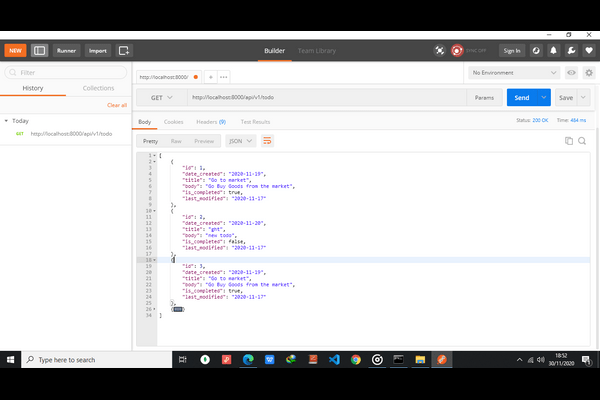 NEW Runner Import Builder Team Library SYNC OFF Sign In
Filter
History Collections
Clear all
Today
GET http://localhost:8000/api/v1/todo
http://localhost:8000/ + ••• No Environment
GET http://localhost:8000/api/v1/todo Params Send Save
Body Cookies Headers (9) Test Results Status: 200 OK Time: 464 ms
Pretty Raw Preview JSON
1 [
2 {
3 "id": 1,
4 "date_created": "2020-11-19",
5 "title": "Go to market",
6 "body": "Go Buy Goods from the market",
7 "is_completed": true,
8 "last_modified": "2020-11-17"
9 },
10 {
11 "id": 2,
12 "date_created": "2020-11-20",
13 "title": "ght",
14 "body": "new todo",
15 "is_completed": false,
16 "last_modified": "2020-11-17"
17 },
18 {
19 "id": 3,
20 "date_created": "2020-11-19",
21 "title": "Go to market",
22 "body": "Go Buy Goods from the market",
23 "is_completed": true,
24 "last_modified": "2020-11-17"
25 },
26 {
34 ]
Type here to search
18:52
30/11/2020